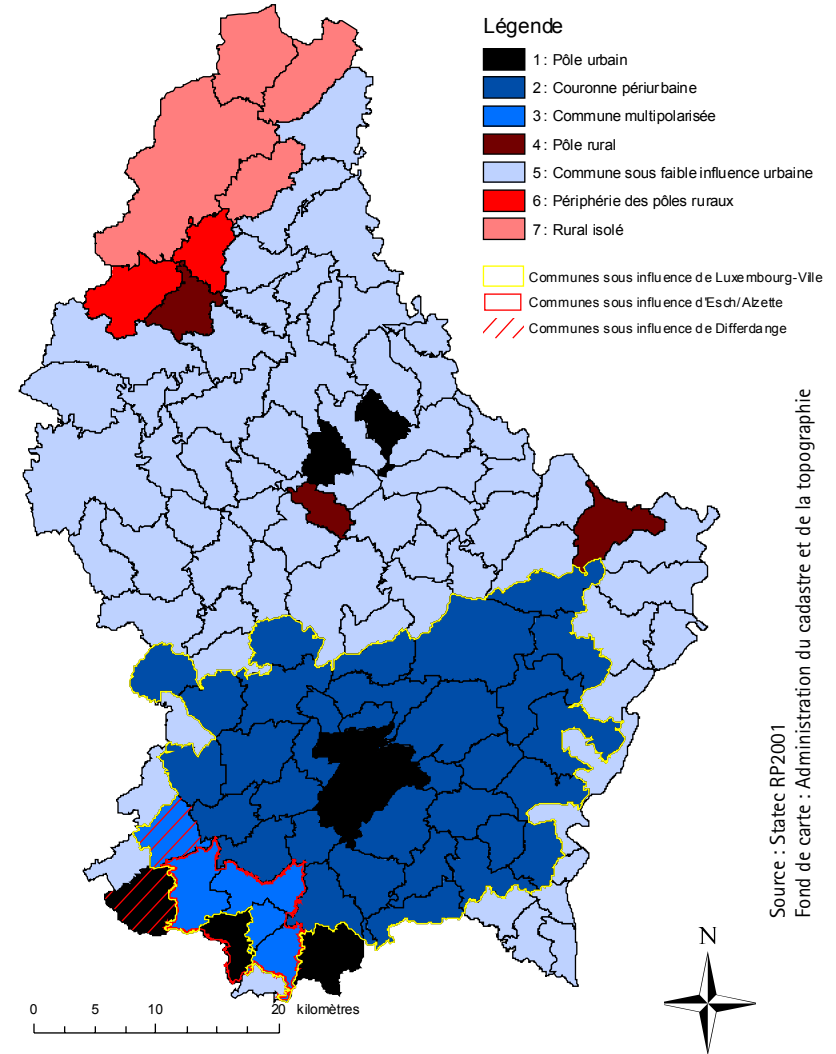 Légende
1 : Pôle urbain
2 : Couronne périurbaine
3 : Commune multipolarisée
4 : Pôle rural
5 : Commune sous faible influence urbaine
6 : Périphérie des pôles ruraux
7 : Rural isolé
Communes sous influence de Luxembourg-Ville
Communes sous influence d'Esch/Alzette
Communes sous influence de Differdange
Source : Statec RP2001
Fond de carte : Administration du cadastre et de la topographie
N
0 5 10 20 kilomètres